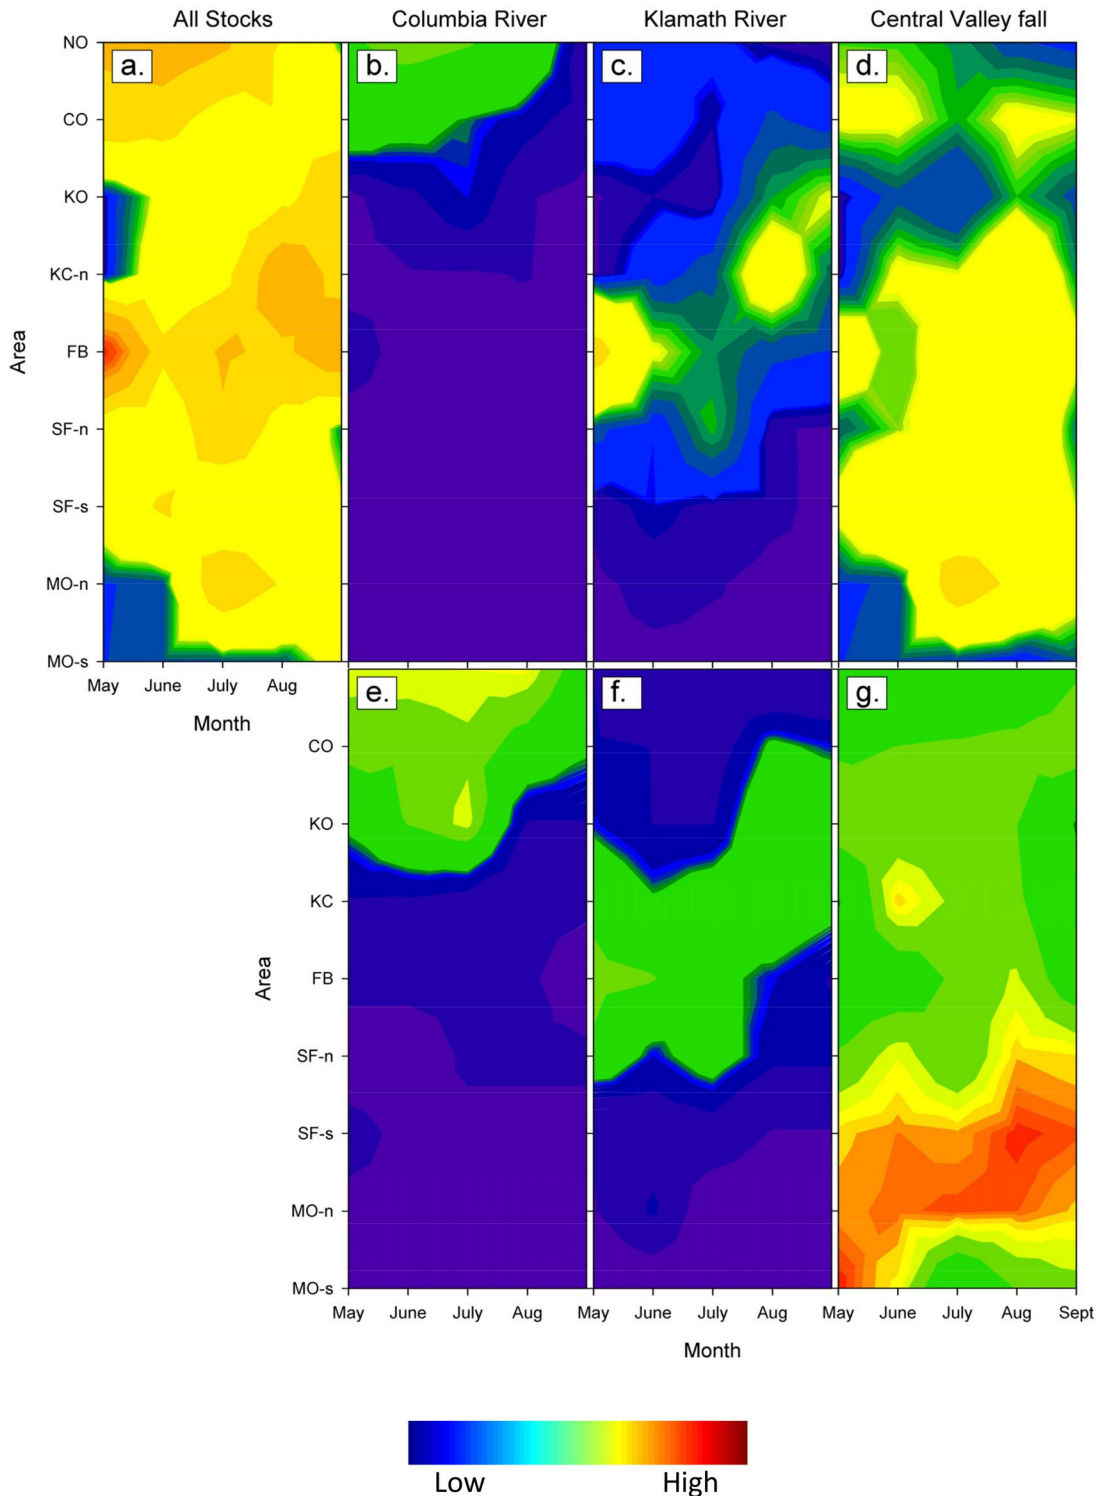 All Stocks Columbia River Klamath River Central Valley fall
NO a. b. c. d.
CO
KO
KC-n
Area
FB
SF-n
SF-s
MO-n
MO-s
May June July Aug
Month
e. f. g.
CO
KO
KC
Area
FB
SF-n
SF-s
MO-n
MO-s
May June July Aug May June July Aug May June July Aug Sept
Month
Low High